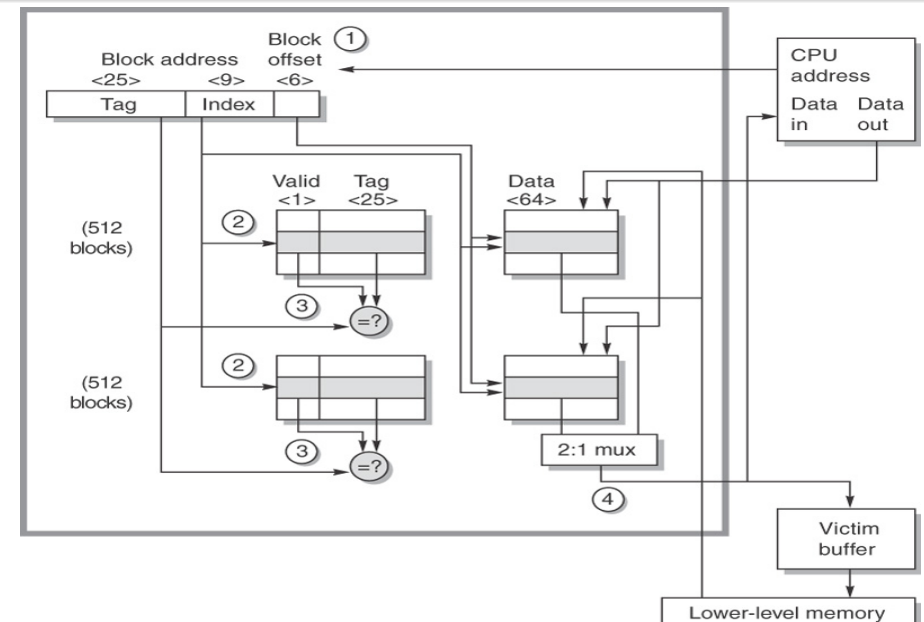 Block
offset
1
Block address
<25>
<9>
<6>
Tag
Index
CPU
address
Data
in
Data
out
Valid
<1>
Tag
<25>
Data
<64>
(512
blocks)
2
3
=?
(512
blocks)
2
3
=?
2:1 mux
4
Victim
buffer
Lower-level memory